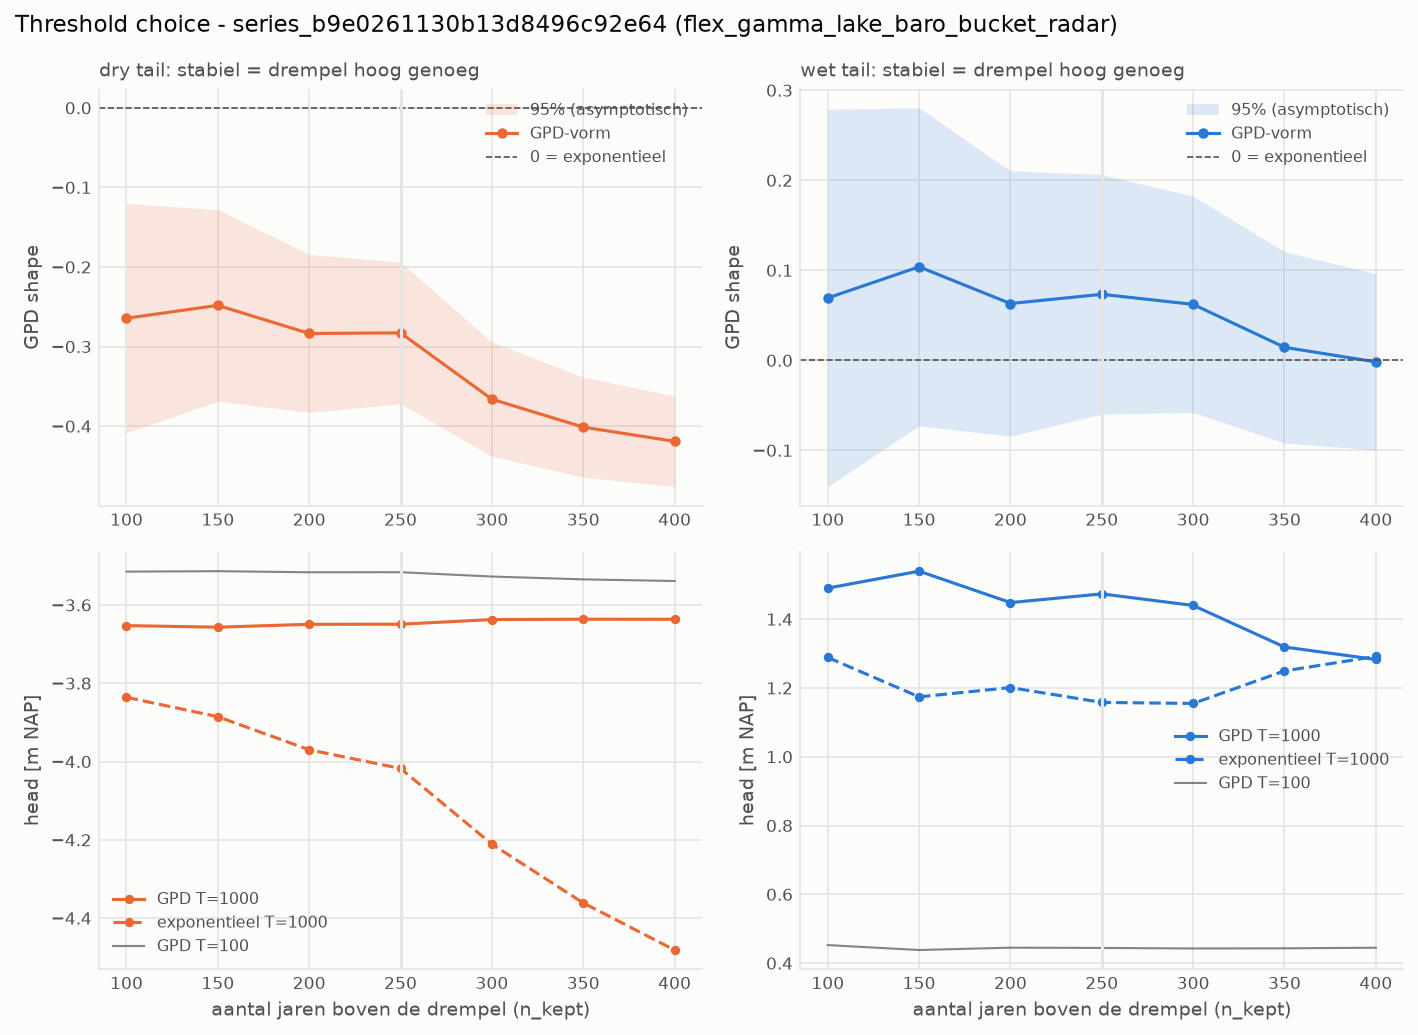 Threshold choice - series_b9e0261130b13d8496c92e64 (flex_gamma_lake_baro_bucket_radar)
dry tail: stabiel = drempel hoog genoeg
GPD shape
0.0
−0.1
−0.2
−0.3
−0.4
95% (asymptotisch)
GPD-vorm
0 = exponentieel
100 150 200 250 300 350 400
wet tail: stabiel = drempel hoog genoeg
GPD shape
0.3
0.2
0.1
0.0
−0.1
95% (asymptotisch)
GPD-vorm
0 = exponentieel
100 150 200 250 300 350 400
head [m NAP]
−3.6
−3.8
−4.0
−4.2
−4.4
GPD T=1000
exponentieel T=1000
GPD T=100
100 150 200 250 300 350 400
aantal jaren boven de drempel (n_kept)
head [m NAP]
1.4
1.2
1.0
0.8
0.6
0.4
GPD T=1000
exponentieel T=1000
GPD T=100
100 150 200 250 300 350 400
aantal jaren boven de drempel (n_kept)